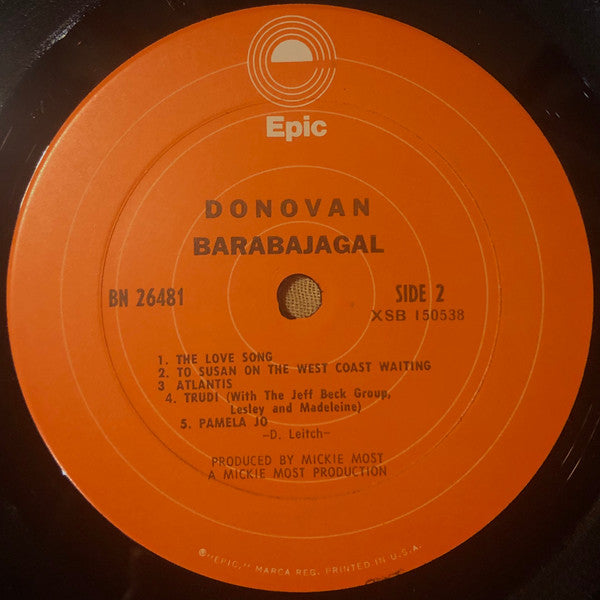 Epic
DONOVAN
BARABAJAGAL
BN 26481
SIDE 2
XSB 150538
1. THE LOVE SONG
2. TO SUSAN ON THE WEST COAST WAITING
3 ATLANTIS
4. TRUDI (With The Jeff Beck Group,
Lesley and Madeleine)
5. PAMELA JO
-D. Leitch-
PRODUCED BY MICKIE MOST
A MICKIE MOST PRODUCTION
®"EPIC," MARCA REG. PRINTED IN U.S.A.